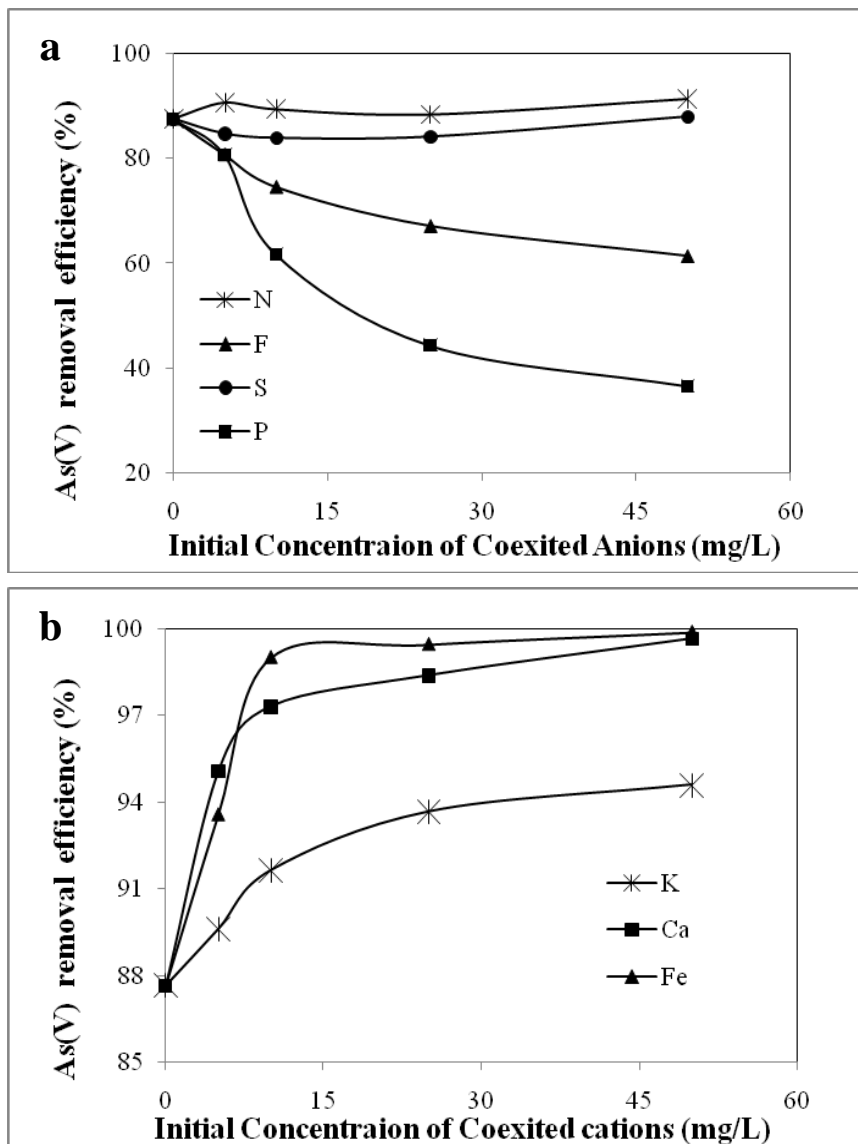 a
As(V) removal efficiency (%)
100
80
60
40
20
N
F
S
P
0
15
30
45
60
Initial Concentraion of Coexited Anions (mg/L)
b
As(V) removal efficiency (%)
100
97
94
91
88
85
K
Ca
Fe
0
15
30
45
60
Initial Concentraion of Coexited cations (mg/L)